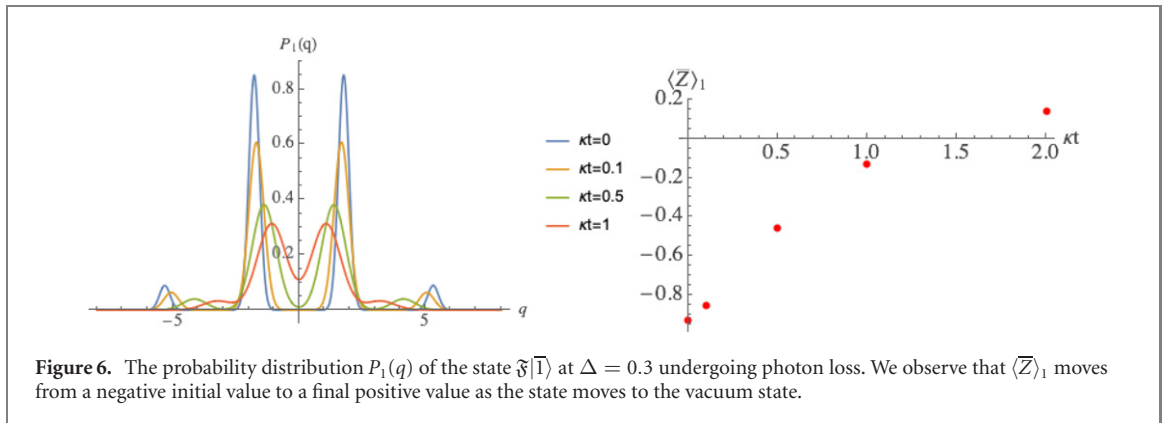 P₁(q)
0.8
0.6
0.4
0.2
−5
5
q
κt=0
κt=0.1
κt=0.5
κt=1
⟨Z̅⟩₁
0.2
κt
0.5
1.0
1.5
2.0
−0.2
−0.4
−0.6
−0.8
Figure 6. The probability distribution P₁(q) of the state 𝔉|1̅⟩ at Δ = 0.3 undergoing photon loss. We observe that ⟨Z̅⟩₁ moves
from a negative initial value to a final positive value as the state moves to the vacuum state.